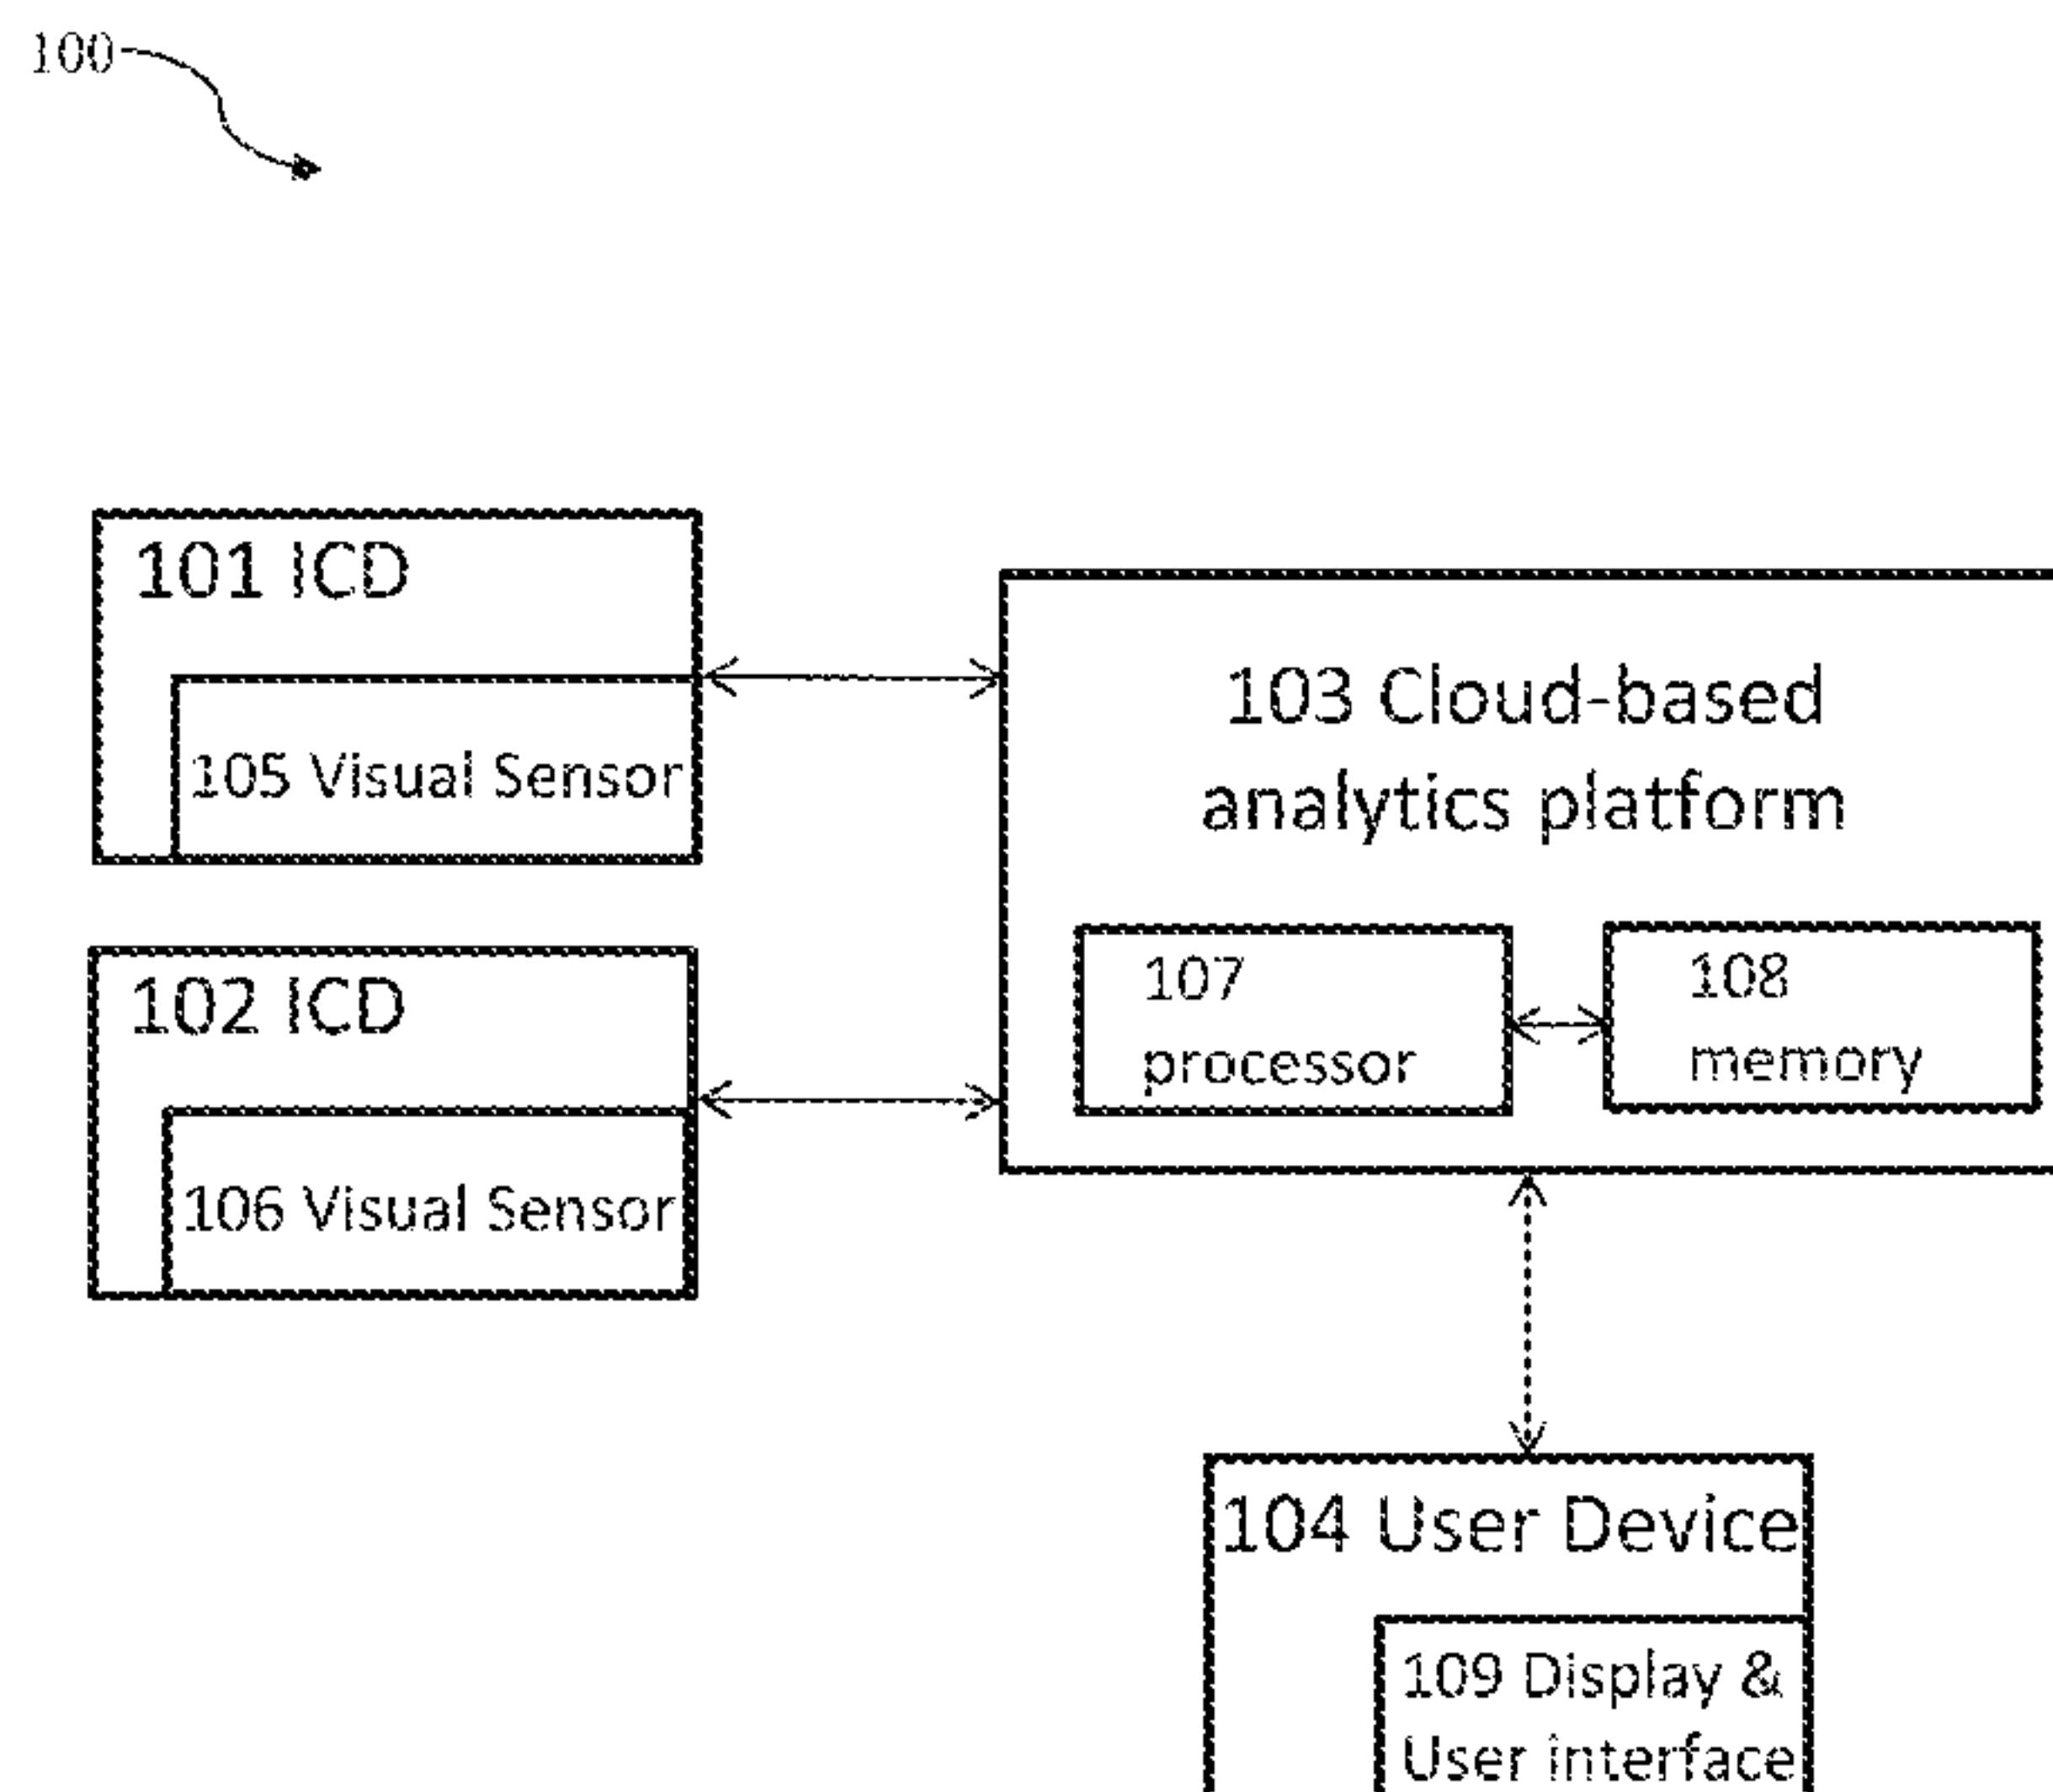 100
101 ICD
105 Visual Sensor
102 ICD
106 Visual Sensor
103 Cloud-based
analytics platform
107
processor
108
memory
104 User Device
109 Display &
User interface